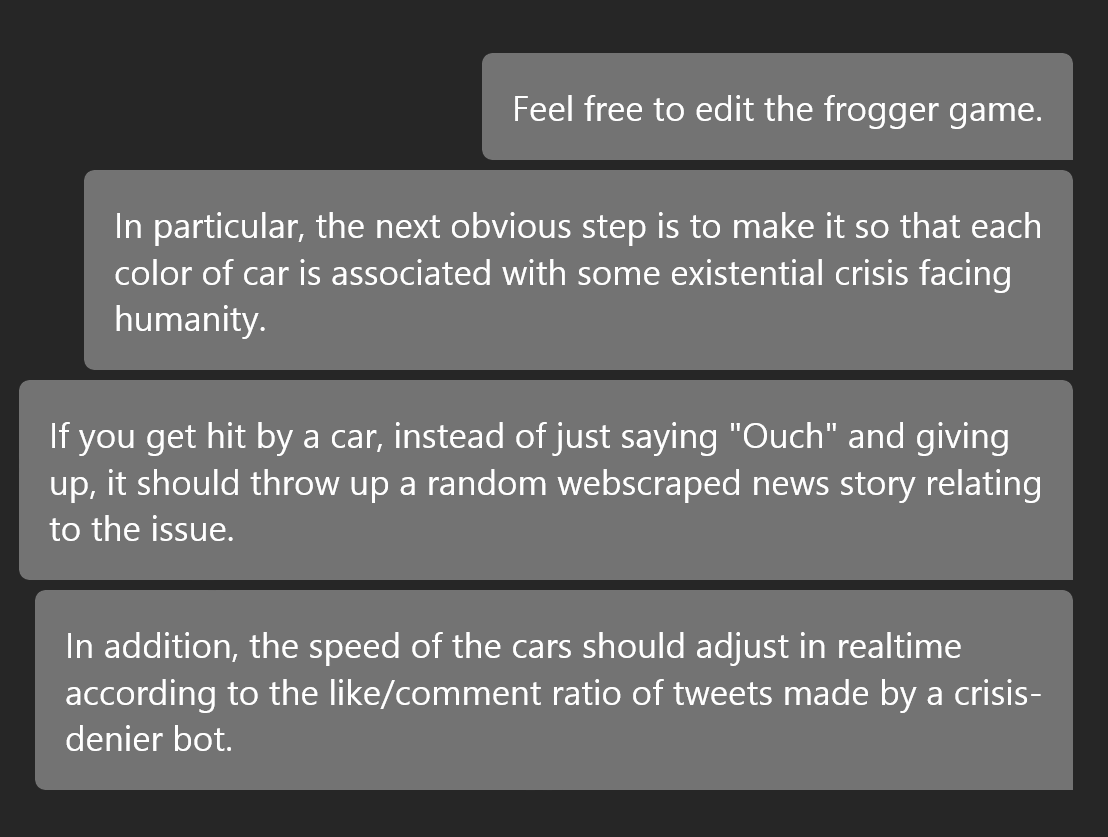 Feel free to edit the frogger game.
In particular, the next obvious step is to make it so that each
color of car is associated with some existential crisis facing
humanity.
If you get hit by a car, instead of just saying "Ouch" and giving
up, it should throw up a random webscraped news story relating
to the issue.
In addition, the speed of the cars should adjust in realtime
according to the like/comment ratio of tweets made by a crisis-
denier bot.